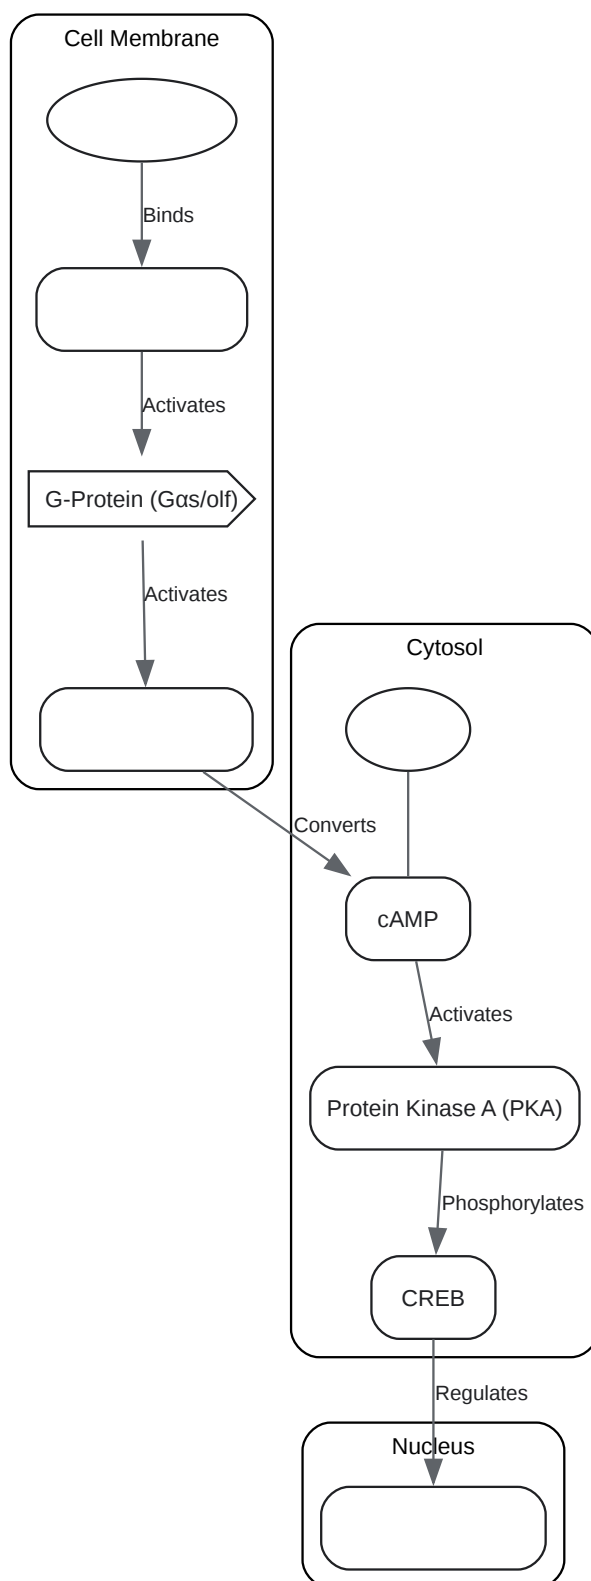 Cell Membrane
Binds
Activates
G-Protein (Gαs/olf)
Activates
Cytosol
Converts
cAMP
Activates
Protein Kinase A (PKA)
Phosphorylates
CREB
Regulates
Nucleus